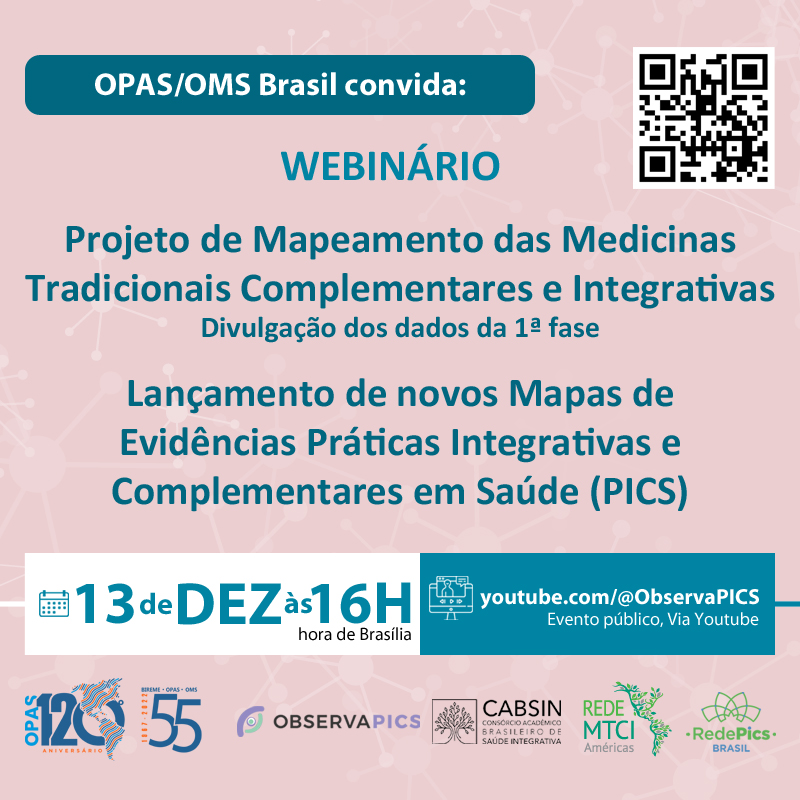 OPAS/OMS Brasil convida:
WEBINÁRIO
Projeto de Mapeamento das Medicinas
Tradicionais Complementares e Integrativas
Divulgação dos dados da 1ª fase
Lançamento de novos Mapas de
Evidências Práticas Integrativas e
Complementares em Saúde (PICS)
13 de DEZ às 16H
hora de Brasília
youtube.com/@ObservaPICS
Evento público, Via Youtube
OPAS 120
ANIVERSÁRIO
BIREME • OPAS • OMS
1967-2022
55
OBSERVAPICS
CABSIN
CONSÓRCIO ACADÊMICO
BRASILEIRO DE
SAÚDE INTEGRATIVA
REDE
MTCI
Américas
•RedePics•
BRASIL